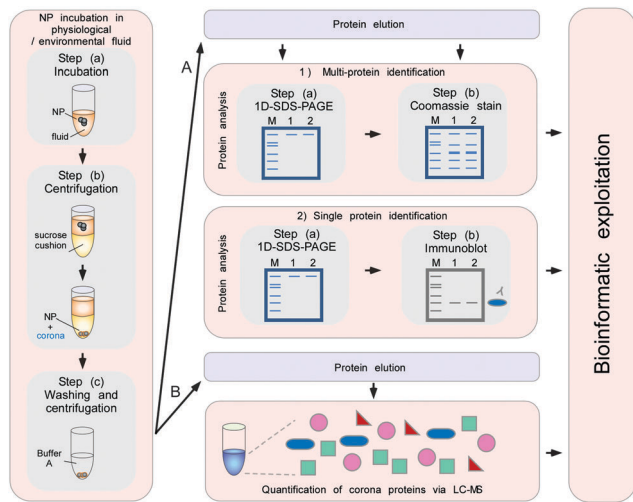 NP incubation in
physiological
/ environmental fluid
Step (a)
Incubation
NP
fluid
Step (b)
Centrifugation
sucrose
cushion
NP
+
corona
Step (c)
Washing and
centrifugation
Buffer
A
A
B
Protein elution
1) Multi-protein identification
Protein analysis
Step (a)
1D-SDS-PAGE
M 1 2
Step (b)
Coomassie stain
M 1 2
2) Single protein identification
Protein analysis
Step (a)
1D-SDS-PAGE
M 1 2
Step (b)
Immunoblot
M 1 2
Protein elution
Quantification of corona proteins via LC-MS
Bioinformatic exploitation